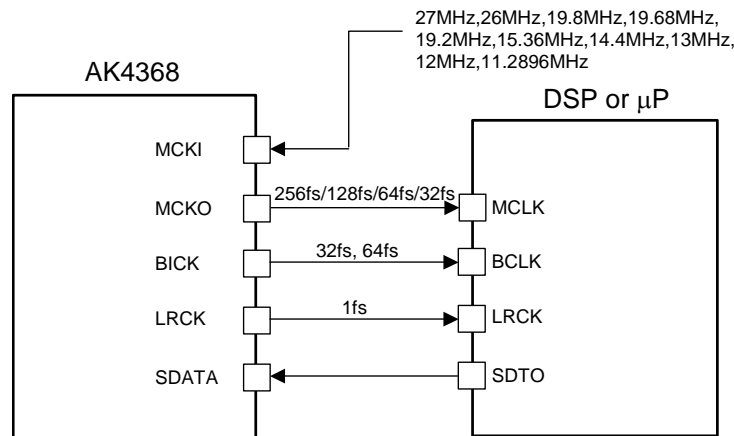 27MHz,26MHz,19.8MHz,19.68MHz,
19.2MHz,15.36MHz,14.4MHz,13MHz,
12MHz,11.2896MHz
AK4368
DSP or μP
MCKI
MCKO
256fs/128fs/64fs/32fs
MCLK
BICK
32fs, 64fs
BCLK
LRCK
1fs
LRCK
SDATA
SDTO